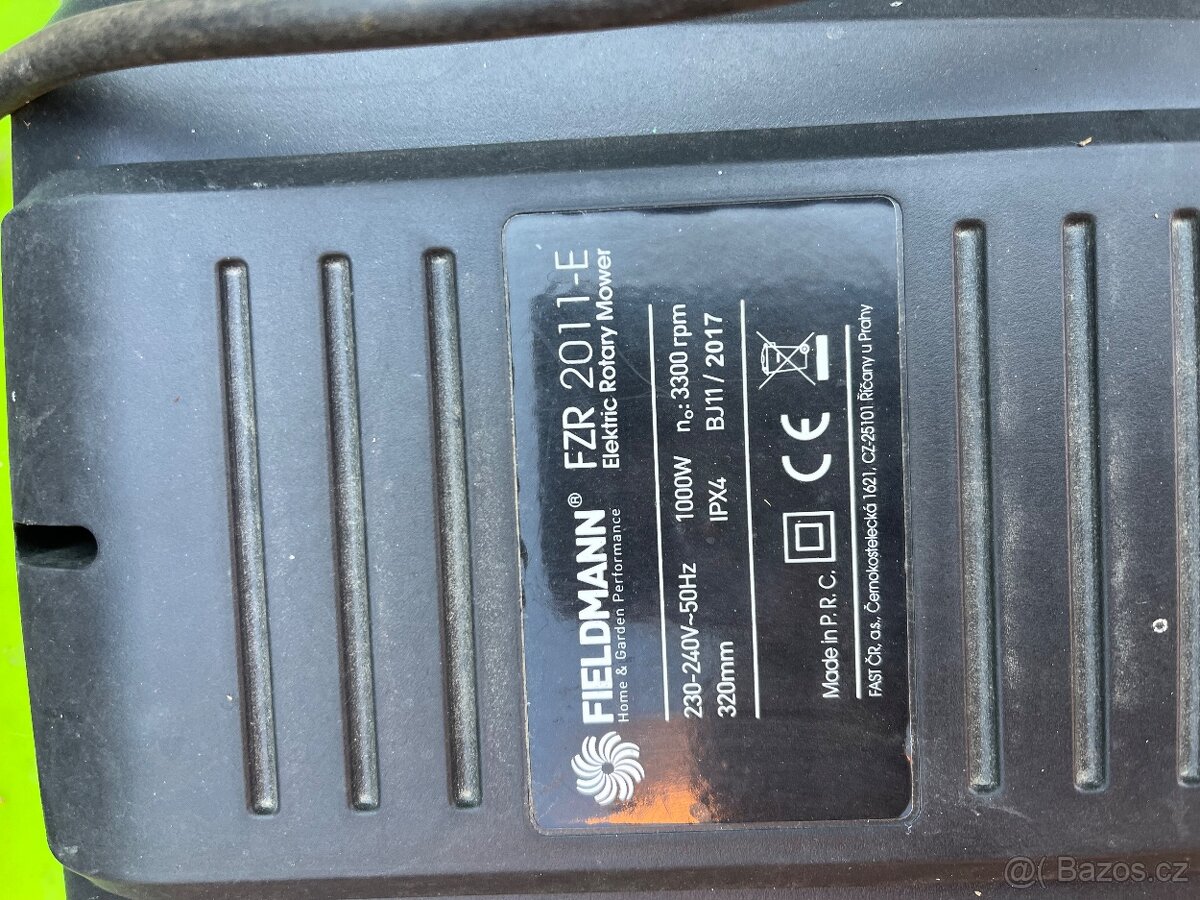 FIELDMANN®
Home & Garden Performance
FZR 2011-E
Elektric Rotary Mower
230-240V~50Hz 1000W n₀: 3300 rpm
320mm IPX4 BJ11/2017
Made in P. R. C. CE
FAST ČR, a.s., Černokostelecká 1621, CZ-25101 Říčany u Prahy
@( Bazos.cz